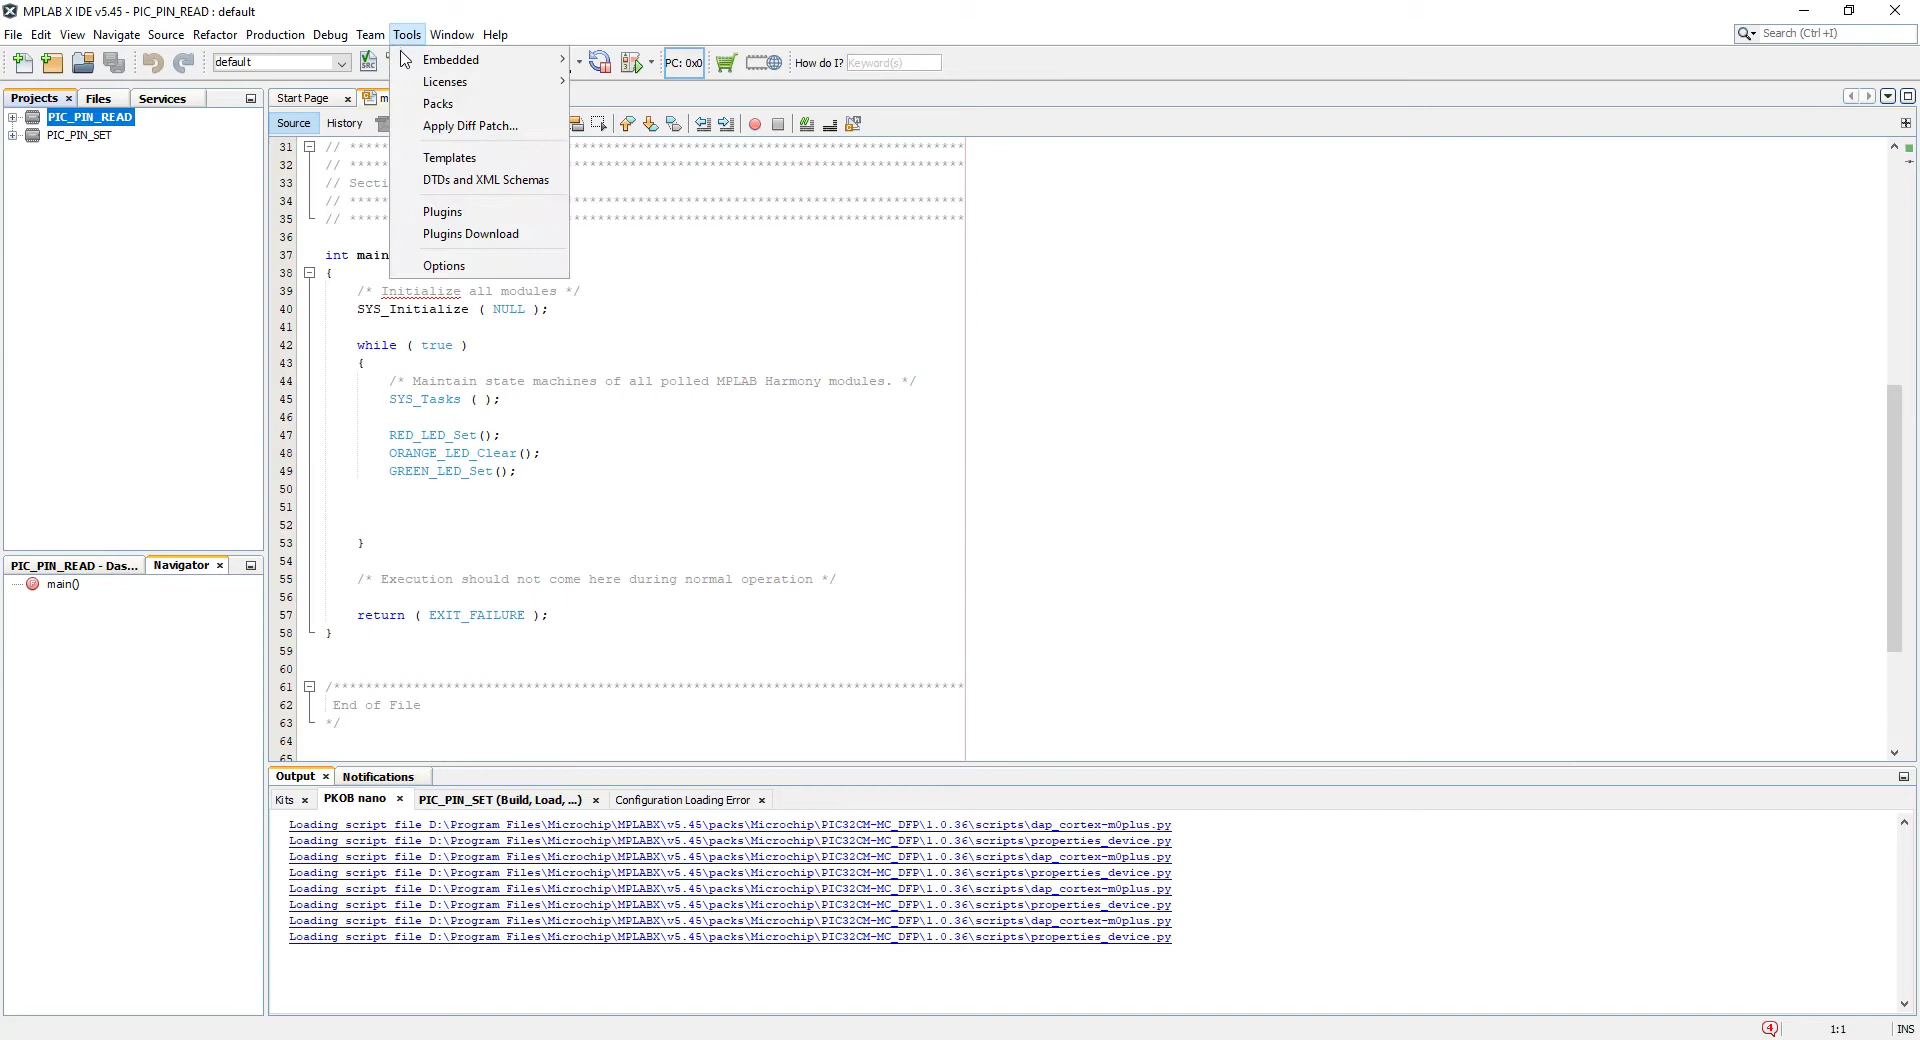 MPLAB X IDE v5.45 - PIC_PIN_READ : default
File Edit View Navigate Source Refactor Production Debug Team Tools Window Help
Search (Ctrl+I)
default
PC: 0x0
How do I?
Keyword(s)
Embedded
Licenses
Packs
Apply Diff Patch...
Templates
DTDs and XML Schemas
Plugins
Plugins Download
Options
Projects × Files Services
PIC_PIN_READ
PIC_PIN_SET
Start Page × m
Source History
31 // **************************************************
32 // **************************************************
33 // Secti
34 // **************************************************
35 // **************************************************
36
37 int main
38 {
39 /* Initialize all modules */
40 SYS_Initialize ( NULL );
41
42 while ( true )
43 {
44 /* Maintain state machines of all polled MPLAB Harmony modules. */
45 SYS_Tasks ( );
46
47 RED_LED_Set();
48 ORANGE_LED_Clear();
49 GREEN_LED_Set();
50
51
52
53 }
54
55 /* Execution should not come here during normal operation */
56
57 return ( EXIT_FAILURE );
58 }
59
60
61 /*******************************************************************************
62 End of File
63 */
64
65
PIC_PIN_READ - Das... Navigator ×
main()
Output × Notifications
Kits × PKOB nano × PIC_PIN_SET (Build, Load, ...) × Configuration Loading Error ×
Loading script file D:\Program Files\Microchip\MPLABX\v5.45\packs\Microchip\PIC32CM-MC_DFP\1.0.36\scripts\dap_cortex-m0plus.py
Loading script file D:\Program Files\Microchip\MPLABX\v5.45\packs\Microchip\PIC32CM-MC_DFP\1.0.36\scripts\properties_device.py
Loading script file D:\Program Files\Microchip\MPLABX\v5.45\packs\Microchip\PIC32CM-MC_DFP\1.0.36\scripts\dap_cortex-m0plus.py
Loading script file D:\Program Files\Microchip\MPLABX\v5.45\packs\Microchip\PIC32CM-MC_DFP\1.0.36\scripts\properties_device.py
Loading script file D:\Program Files\Microchip\MPLABX\v5.45\packs\Microchip\PIC32CM-MC_DFP\1.0.36\scripts\dap_cortex-m0plus.py
Loading script file D:\Program Files\Microchip\MPLABX\v5.45\packs\Microchip\PIC32CM-MC_DFP\1.0.36\scripts\properties_device.py
Loading script file D:\Program Files\Microchip\MPLABX\v5.45\packs\Microchip\PIC32CM-MC_DFP\1.0.36\scripts\dap_cortex-m0plus.py
Loading script file D:\Program Files\Microchip\MPLABX\v5.45\packs\Microchip\PIC32CM-MC_DFP\1.0.36\scripts\properties_device.py
4 1:1 INS